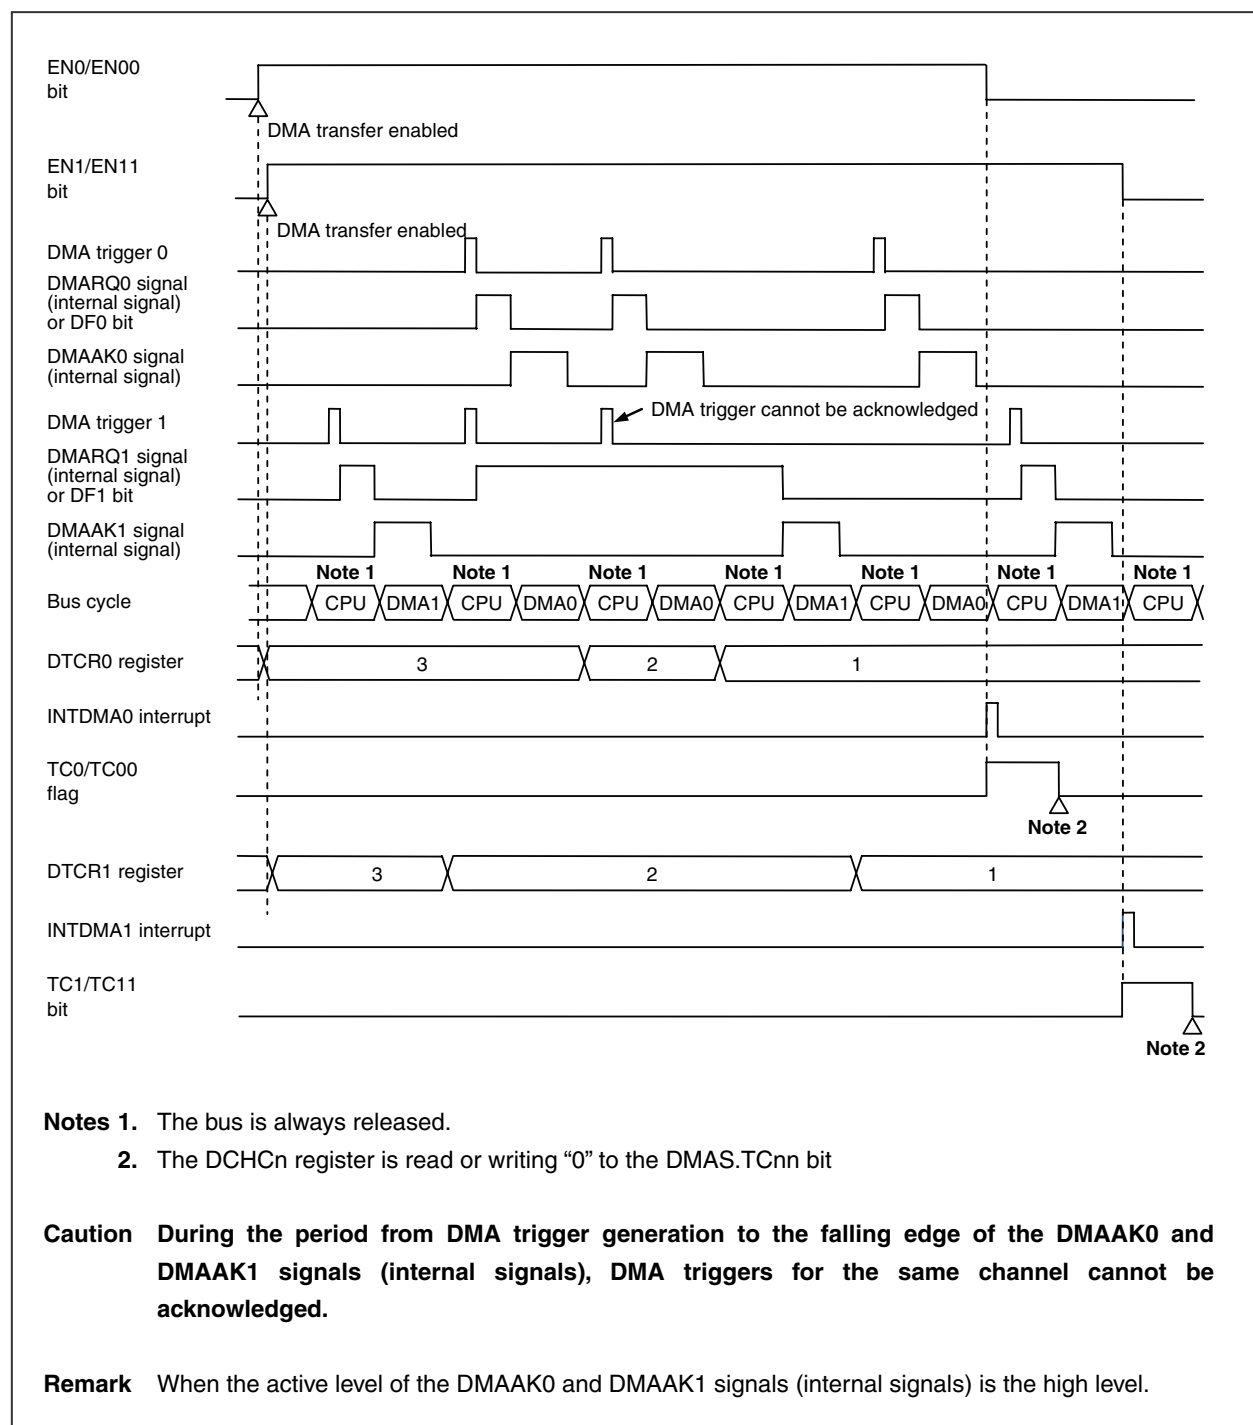 EN0/EN00
bit
DMA transfer enabled
EN1/EN11
bit
DMA transfer enabled
DMA trigger 0
DMARQ0 signal
(internal signal)
or DF0 bit
DMAAK0 signal
(internal signal)
DMA trigger 1
DMA trigger cannot be acknowledged
DMARQ1 signal
(internal signal)
or DF1 bit
DMAAK1 signal
(internal signal)
Note 1 Note 1 Note 1 Note 1 Note 1 Note 1 Note 1
Bus cycle CPU DMA1 CPU DMA0 CPU DMA0 CPU DMA1 CPU DMA0 CPU DMA1 CPU
DTCR0 register 3 2 1
INTDMA0 interrupt
TC0/TC00
flag
Note 2
DTCR1 register 3 2 1
INTDMA1 interrupt
TC1/TC11
bit
Note 2
Notes 1. The bus is always released.
2. The DCHCn register is read or writing “0” to the DMAS.TCnn bit
Caution During the period from DMA trigger generation to the falling edge of the DMAAK0 and
DMAAK1 signals (internal signals), DMA triggers for the same channel cannot be
acknowledged.
Remark When the active level of the DMAAK0 and DMAAK1 signals (internal signals) is the high level.